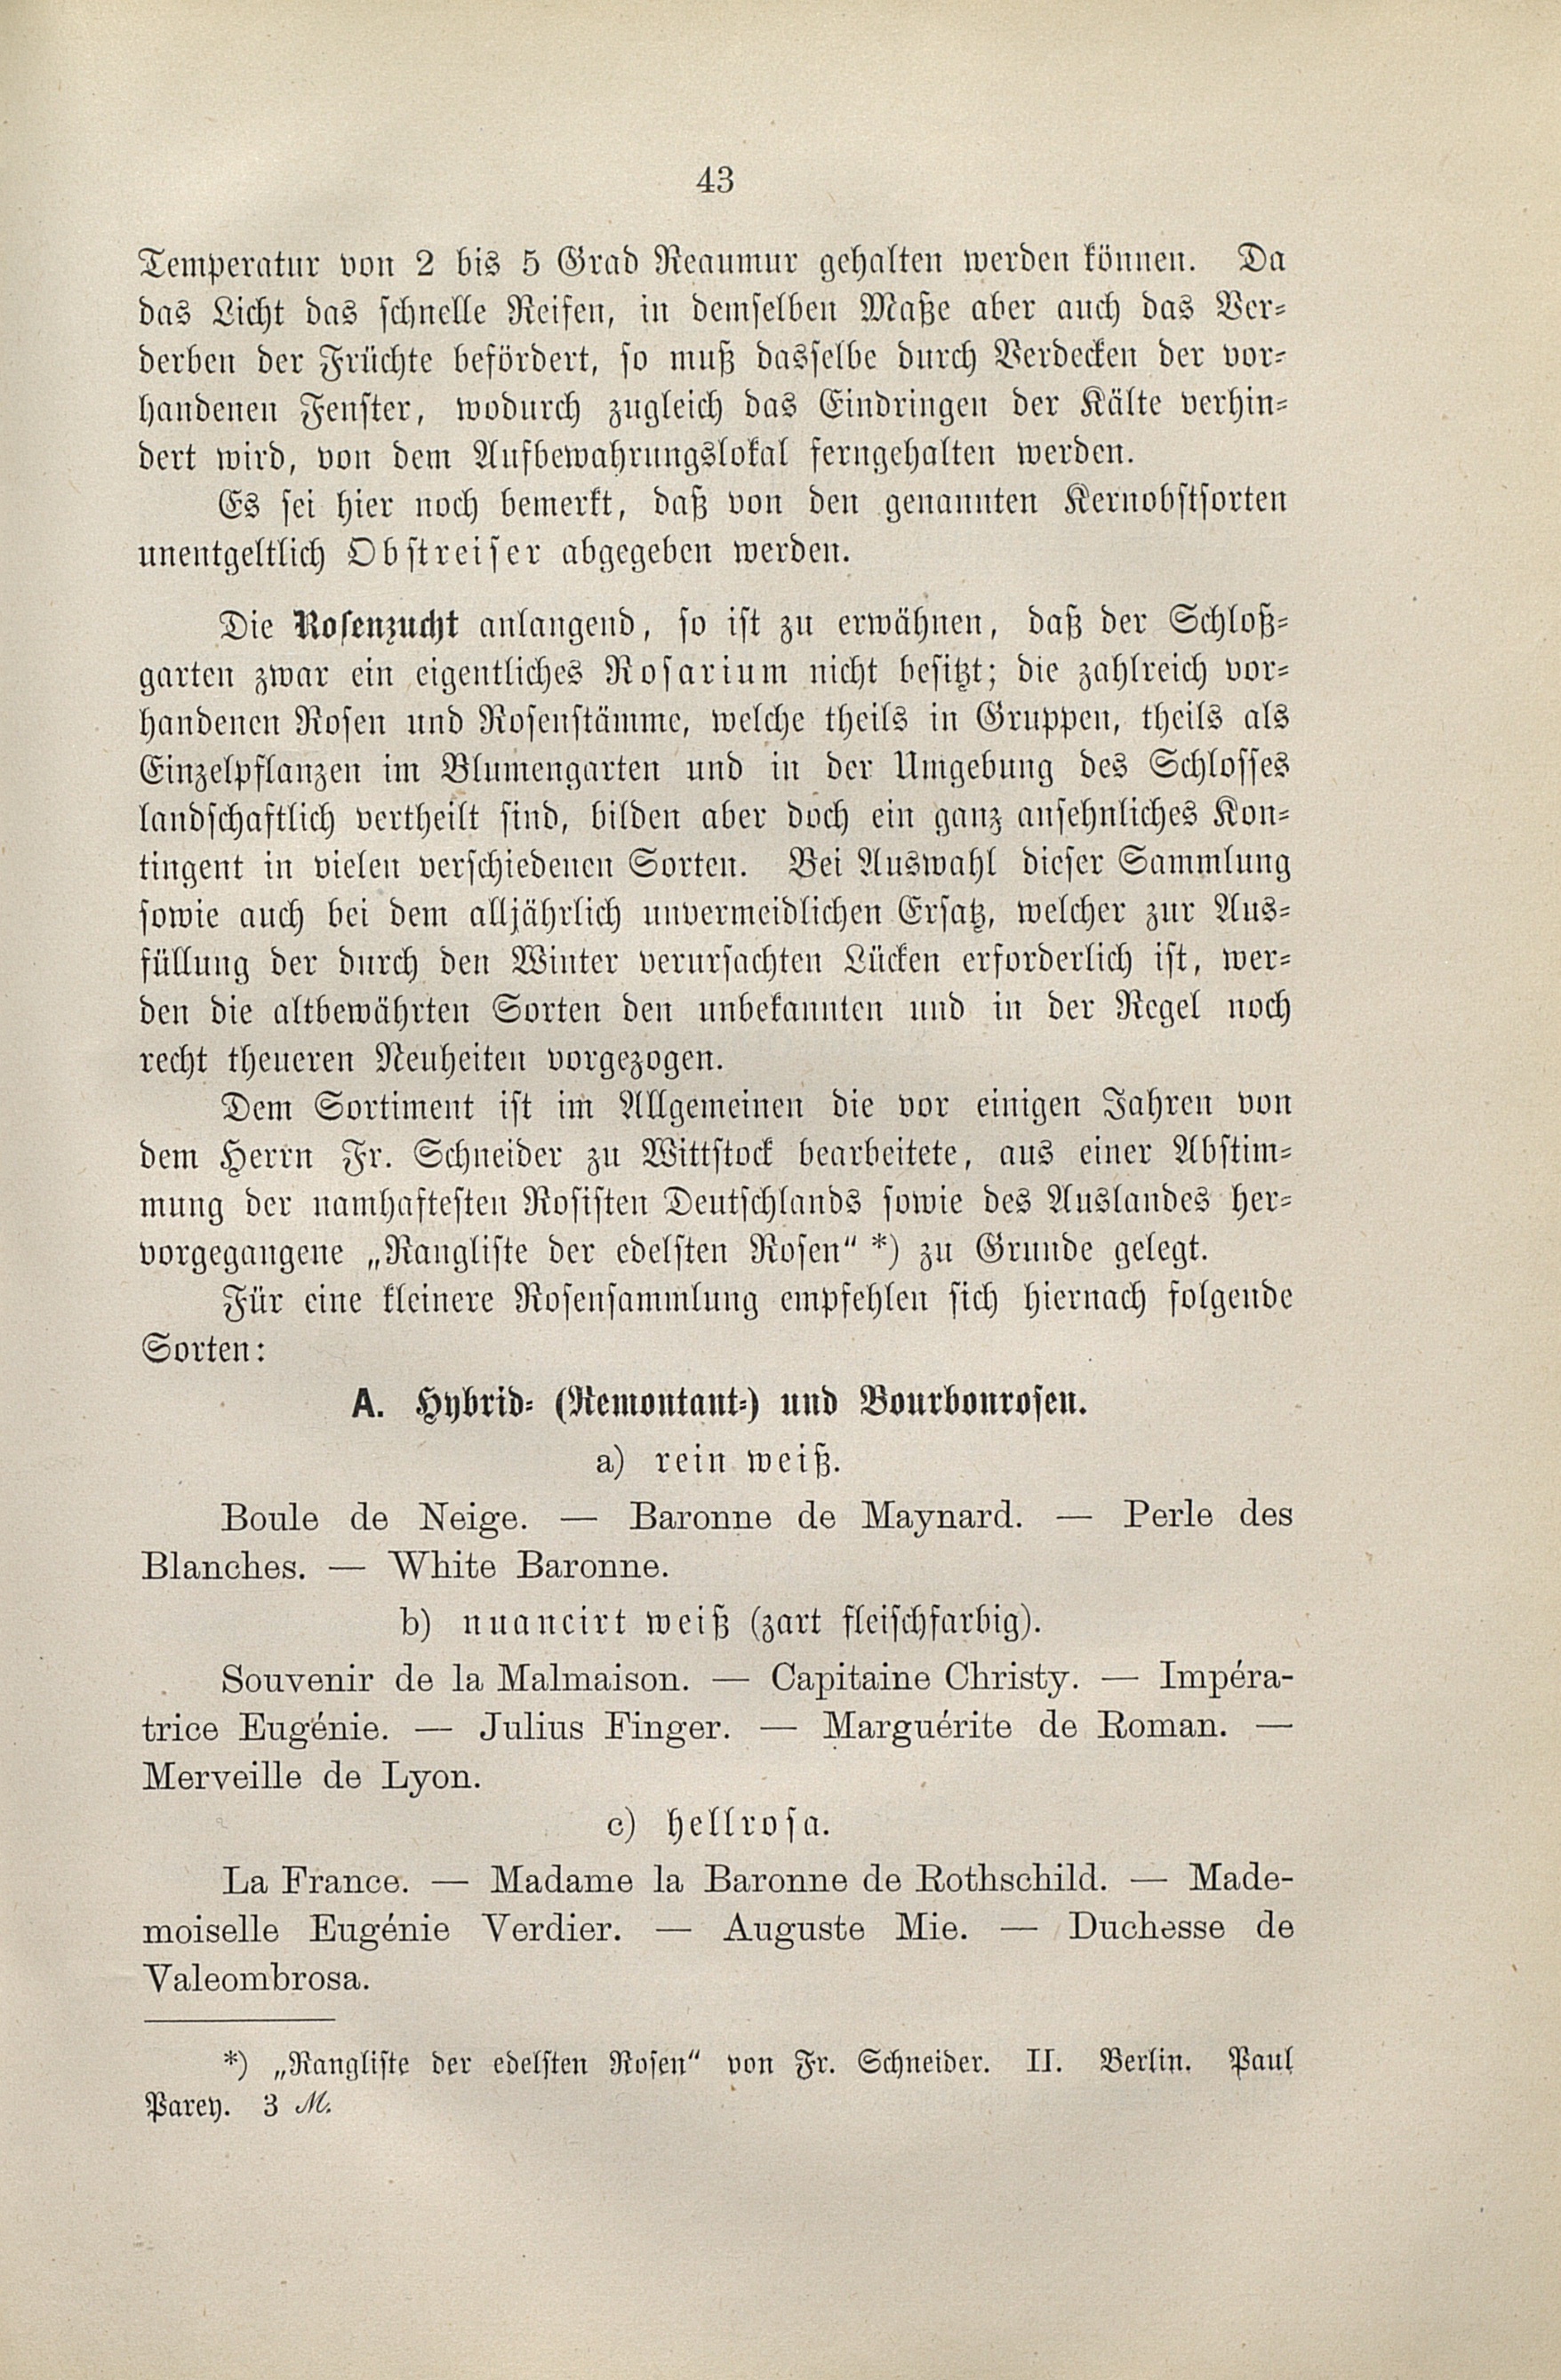 43
Temperatur von 2 bis 5 Grad Reaumur gehalten werden können. Da
das Licht das schnelle Reifen, in demselben Maße aber auch das Ver-
derben der Früchte befördert, so muß dasselbe durch Verdecken der vor-
handenen Fenster, wodurch zugleich das Eindringen der Kälte verhin-
dert wird, von dem Aufbewahrungslokal ferngehalten werden.
Es sei hier noch bemerkt, daß von den genannten Kernobstsorten
unentgeltlich Obstreiser abgegeben werden.
Die Rosenzucht anlangend, so ist zu erwähnen, daß der Schloß-
garten zwar ein eigentliches Rosarium nicht besitzt; die zahlreich vor-
handenen Rosen und Rosenstämme, welche theils in Gruppen, theils als
Einzelpflanzen im Blumengarten und in der Umgebung des Schlosses
landschaftlich vertheilt sind, bilden aber doch ein ganz ansehnliches Kon-
tingent in vielen verschiedenen Sorten. Bei Auswahl dieser Sammlung
sowie auch bei dem alljährlich unvermeidlichen Ersatz, welcher zur Aus-
füllung der durch den Winter verursachten Lücken erforderlich ist, wer-
den die altbewährten Sorten den unbekannten und in der Regel noch
recht theueren Neuheiten vorgezogen.
Dem Sortiment ist im Allgemeinen die vor einigen Jahren von
dem Herrn Fr. Schneider zu Wittstock bearbeitete, aus einer Abstim-
mung der namhaftesten Rosisten Deutschlands sowie des Auslandes her-
vorgegangene „Rangliste der edelsten Rosen“ *) zu Grunde gelegt.
Für eine kleinere Rosensammlung empfehlen sich hiernach folgende
Sorten:
A. Hybrid- (Remontant-) und Bourbonrosen.
a) rein weiß.
Boule de Neige. — Baronne de Maynard. — Perle des
Blanches. — White Baronne.
b) nuancirt weiß (zart fleischfarbig).
Souvenir de la Malmaison. — Capitaine Christy. — Impéra-
trice Eugénie. — Julius Finger. — Marguérite de Roman. —
Merveille de Lyon.
c) hellrosa.
La France. — Madame la Baronne de Rothschild. — Made-
moiselle Eugénie Verdier. — Auguste Mie. — Duchesse de
Valeombrosa.
*) „Rangliste der edelsten Rosen“ von Fr. Schneider. II. Berlin. Paul
Parey. 3 M.